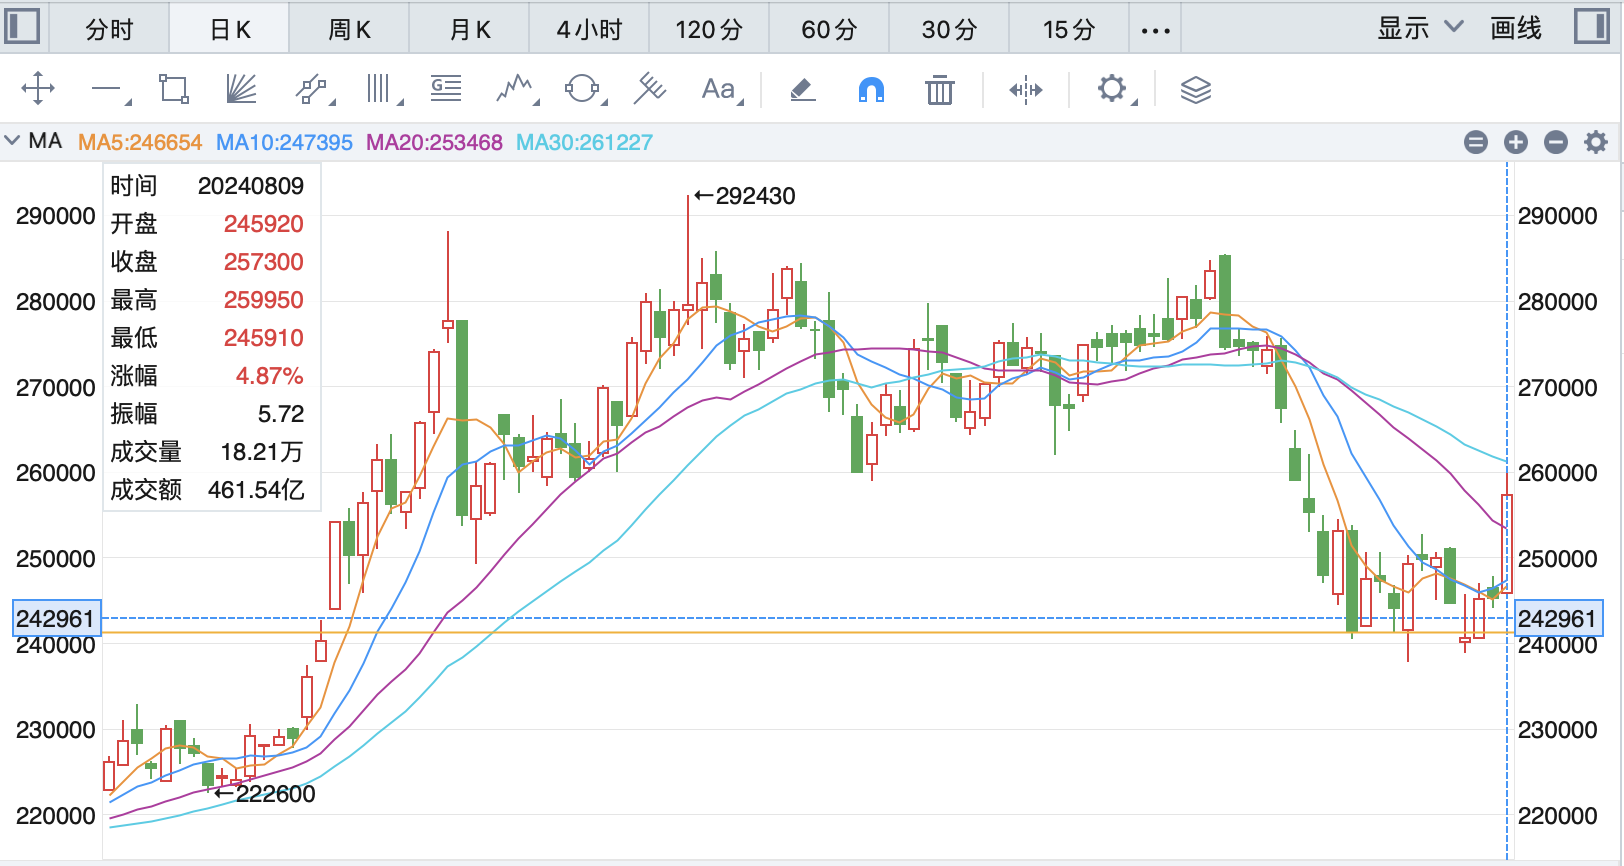 分时 日K 周K 月K 4小时 120分 60分 30分 15分 ... 显示 画线
G Aa
MA MA5:246654 MA10:247395 MA20:253468 MA30:261227
时间 20240809
开盘 245920
收盘 257300
最高 259950
最低 245910
涨幅 4.87%
振幅 5.72
成交量 18.21万
成交额 461.54亿
←292430
290000 290000
280000 280000
270000 270000
260000 260000
250000 250000
242961 242961
240000 240000
230000 230000
←222600
220000 220000